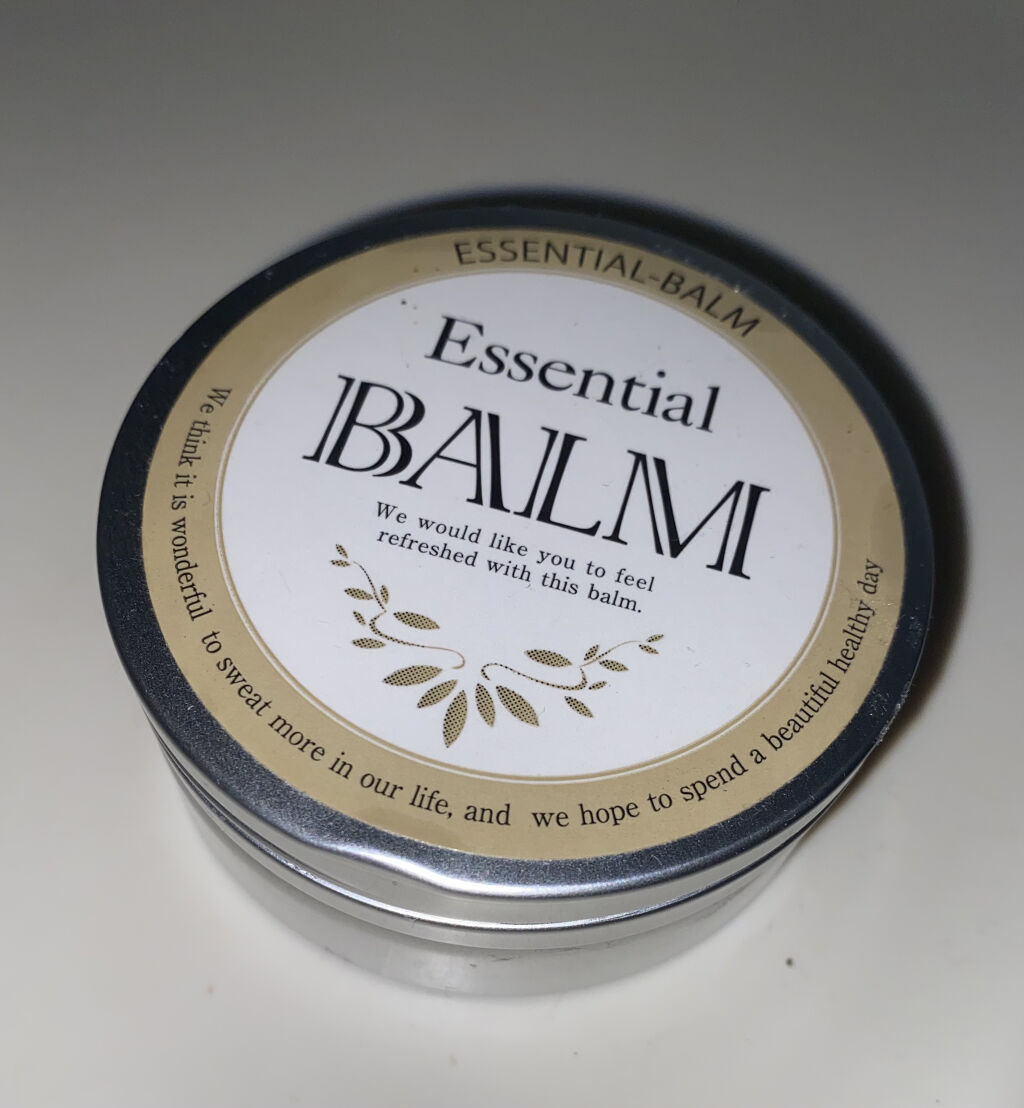 ESSENTIAL-BALM
Essential
BALM
We would like you to feel
refreshed with this balm.
We think it is wonderful to sweat more in our life, and we hope to spend a beautiful healthy day